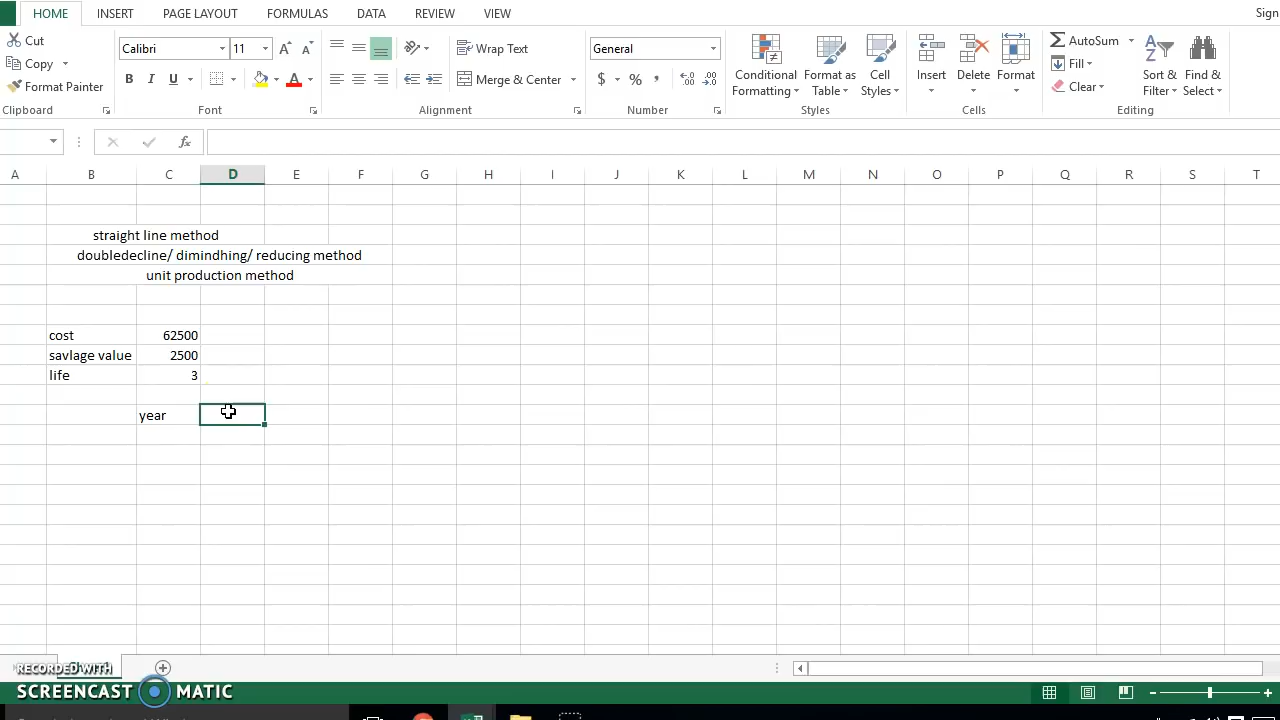 HOME INSERT PAGE LAYOUT FORMULAS DATA REVIEW VIEW Sign
Cut
Copy
Format Painter
Clipboard
Calibri 11
B I U A
Font
Wrap Text
Merge & Center
Alignment
General
$ % ,
Number
Conditional Formatting
Format as Table
Cell Styles
Styles
Insert
Delete
Format
Cells
AutoSum
Fill
Clear
Sort & Filter
Find & Select
Editing
fx
A B C D E F G H I J K L M N O P Q R S T
straight line method
doubledecline/ dimindhing/ reducing method
unit production method
cost 62500
savlage value 2500
life 3
year
RECORDED WITH
SCREENCAST MATIC